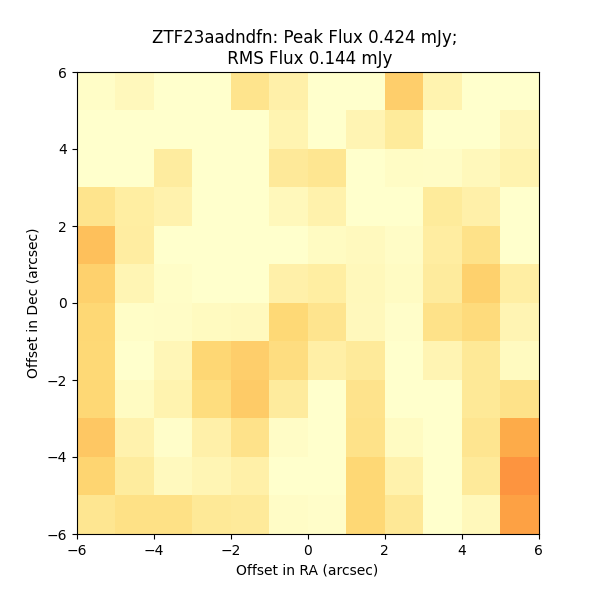 ZTF23aadndfn: Peak Flux 0.424 mJy;
RMS Flux 0.144 mJy
6
4
2
0
−2
−4
−6
Offset in Dec (arcsec)
−6 −4 −2 0 2 4 6
Offset in RA (arcsec)